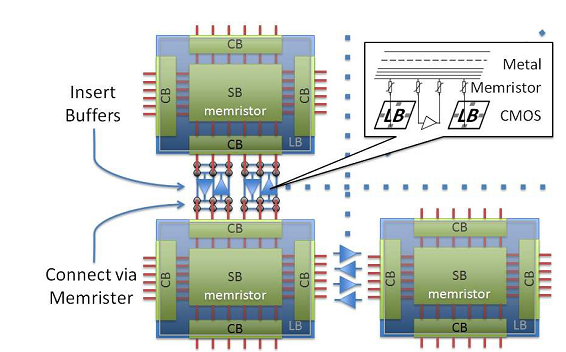 CB
CB
SB
memristor
CB
CB
LB
Insert
Buffers
Metal
Memristor
CMOS
LB
LB
Connect via
Memrister
CB
CB
SB
memristor
CB
CB
LB
CB
CB
SB
memristor
CB
CB
LB